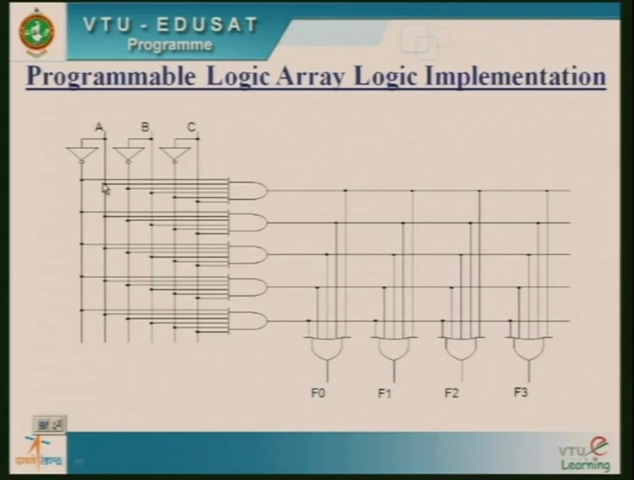 VTU - EDUSAT
Programme
Programmable Logic Array Logic Implementation
A B C
F0 F1 F2 F3
VTU e
Learning